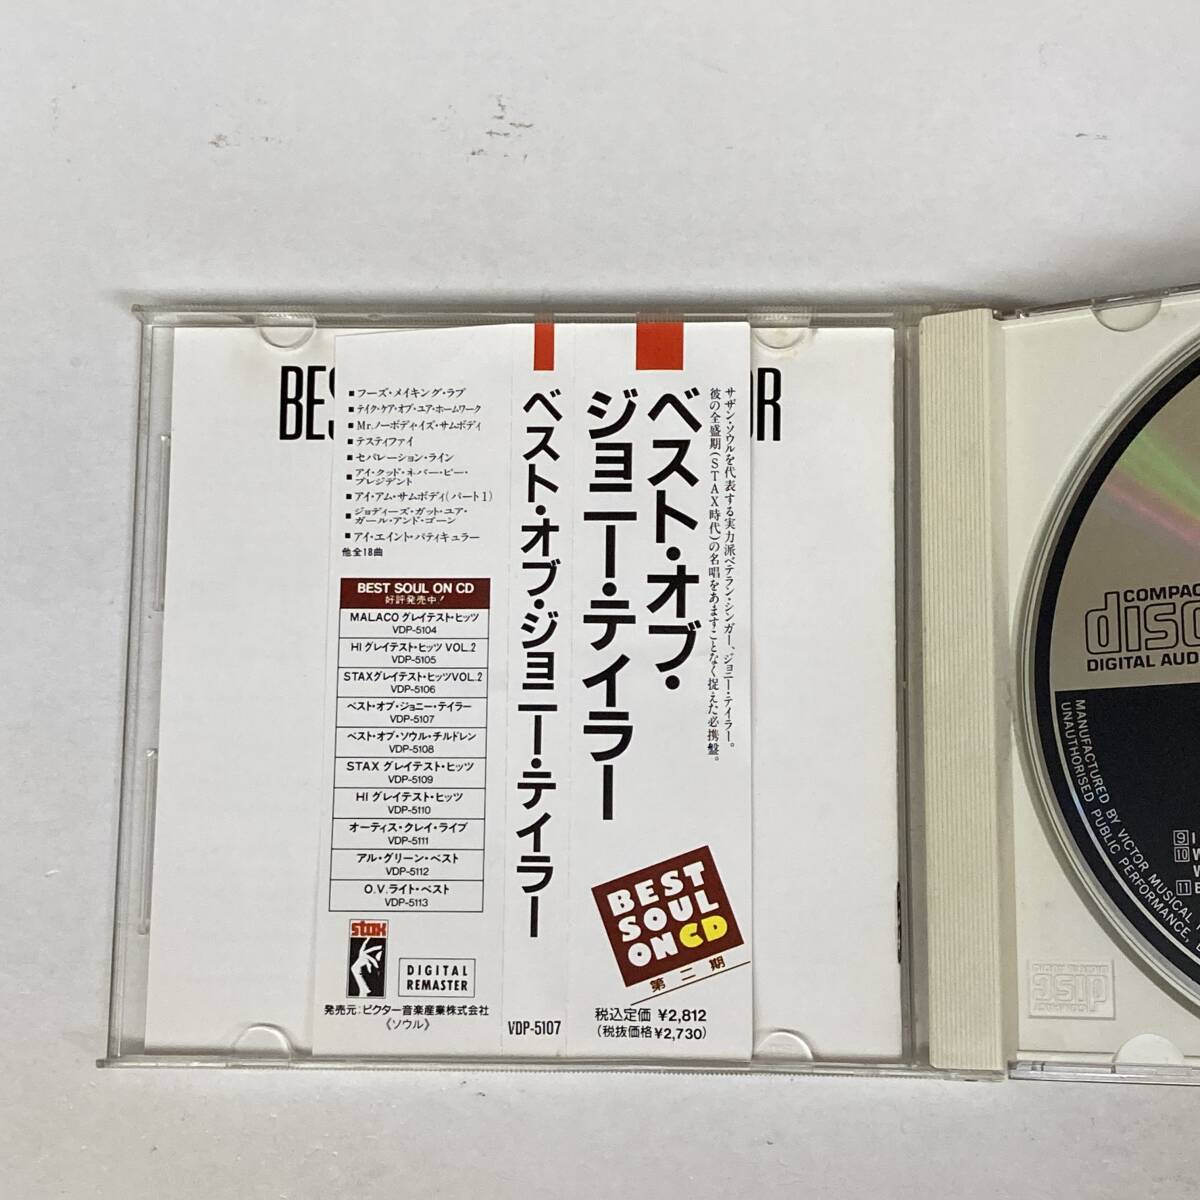 BES
OR
■ フーズ・メイキング・ラブ
■ テイク・ケア・オブ・ユア・ホームワーク
■ Mr.ノーボディ・イズ・サムボディ
■ テスティファイ
■ セパレーション・ライン
■ アイ・クッド・ネバー・ビー・
プレジデント
■ アイ・アム・サムボディ(パート1)
■ ジョディーズ・ガット・ユア・
ガール・アンド・ゴーン
■ アイ・エイント・パティキュラー
他全18曲
BEST SOUL ON CD
好評発売中!
MALACO グレイテスト・ヒッツ
VDP-5104
HI グレイテスト・ヒッツ VOL.2
VDP-5105
STAXグレイテスト・ヒッツVOL.2
VDP-5106
ベスト・オブ・ジョニー・テイラー
VDP-5107
ベスト・オブ・ソウル・チルドレン
VDP-5108
STAX グレイテスト・ヒッツ
VDP-5109
HI グレイテスト・ヒッツ
VDP-5110
オーティス・クレイ・ライブ
VDP-5111
アル・グリーン・ベスト
VDP-5112
O.V.ライト・ベスト
VDP-5113
stax
DIGITAL
REMASTER
発売元:ビクター音楽産業株式会社
《ソウル》
ベスト・オブ・ジョニー・テイラー
VDP-5107
サザン・ソウルを代表する実力派ベテラン・シンガー、ジョニー・テイラー。
彼の全盛期(STAX時代)の名唱をあますことなく捉えた必携盤。
ベスト・オブ・
ジョニー・テイラー
BEST
SOUL
ON CD
第二期
税込定価 ¥2,812
(税抜価格¥2,730)
COMPACT
disc
DIGITAL AUD
MANUFACTURED BY VICTOR MUSICAL
UNAUTHORISED PUBLIC PERFORMANCE,
9 I
10 W
W
11